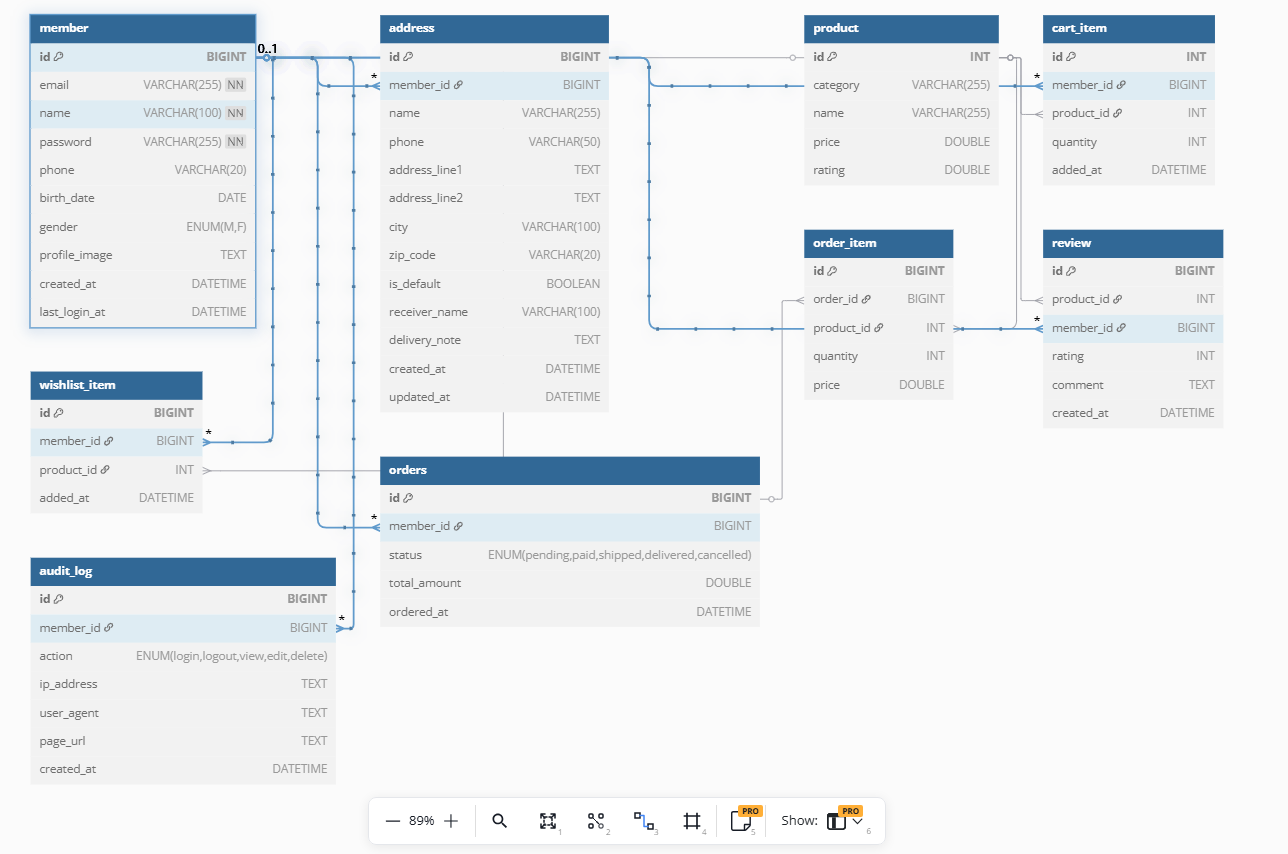 member
id BIGINT
email VARCHAR(255) NN
name VARCHAR(100) NN
password VARCHAR(255) NN
phone VARCHAR(20)
birth_date DATE
gender ENUM(M,F)
profile_image TEXT
created_at DATETIME
last_login_at DATETIME
0..1
*
*
*
*
*
*
address
id BIGINT
member_id BIGINT
name VARCHAR(255)
phone VARCHAR(50)
address_line1 TEXT
address_line2 TEXT
city VARCHAR(100)
zip_code VARCHAR(20)
is_default BOOLEAN
receiver_name VARCHAR(100)
delivery_note TEXT
created_at DATETIME
updated_at DATETIME
product
id INT
category VARCHAR(255)
name VARCHAR(255)
price DOUBLE
rating DOUBLE
cart_item
id INT
member_id BIGINT
product_id INT
quantity INT
added_at DATETIME
order_item
id BIGINT
order_id BIGINT
product_id INT
quantity INT
price DOUBLE
review
id BIGINT
product_id INT
member_id BIGINT
rating INT
comment TEXT
created_at DATETIME
wishlist_item
id BIGINT
member_id BIGINT
product_id INT
added_at DATETIME
orders
id BIGINT
member_id BIGINT
status ENUM(pending,paid,shipped,delivered,cancelled)
total_amount DOUBLE
ordered_at DATETIME
audit_log
id BIGINT
member_id BIGINT
action ENUM(login,logout,view,edit,delete)
ip_address TEXT
user_agent TEXT
page_url TEXT
created_at DATETIME
89% 1 2 3 4 PRO 5 Show: PRO 6